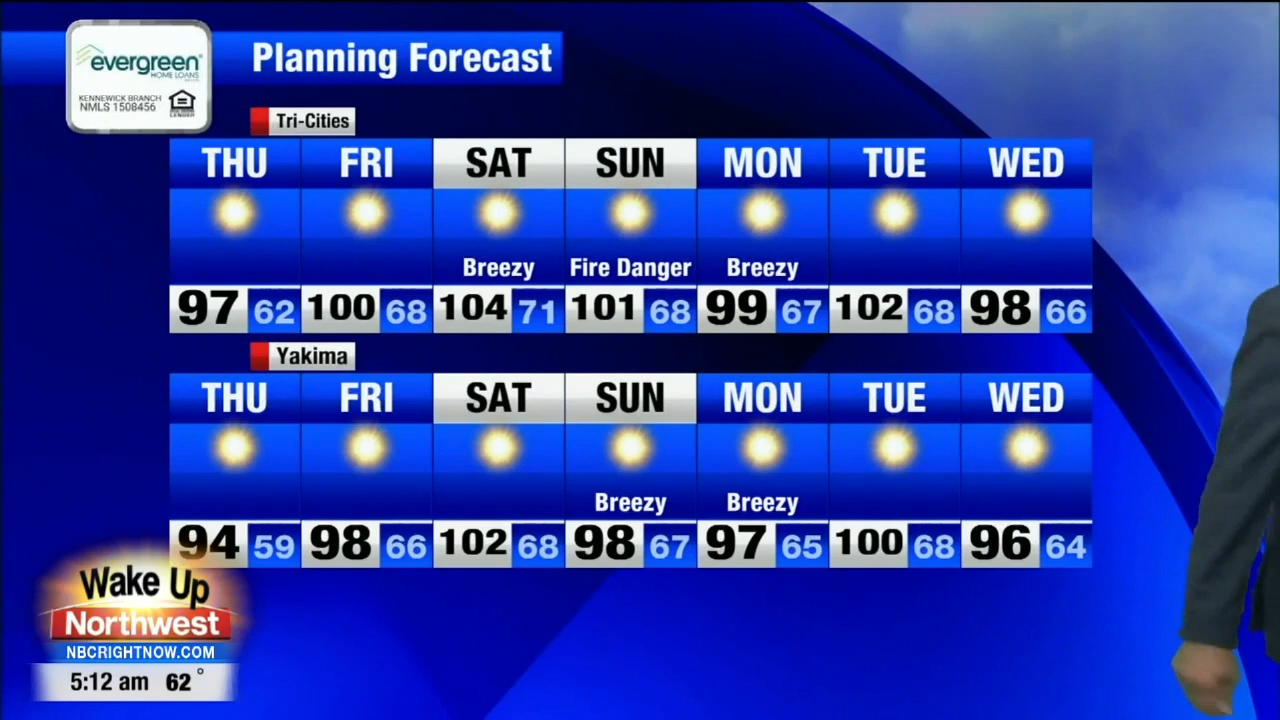 evergreen
HOME LOANS
KENNEWICK BRANCH
NMLS 1508456
Planning Forecast
Tri-Cities
THU FRI SAT SUN MON TUE WED
Breezy Fire Danger Breezy
97 62 100 68 104 71 101 68 99 67 102 68 98 66
Yakima
THU FRI SAT SUN MON TUE WED
Breezy Breezy
94 59 98 66 102 68 98 67 97 65 100 68 96 64
Wake Up
Northwest
NBCRIGHTNOW.COM
5:12 am 62°